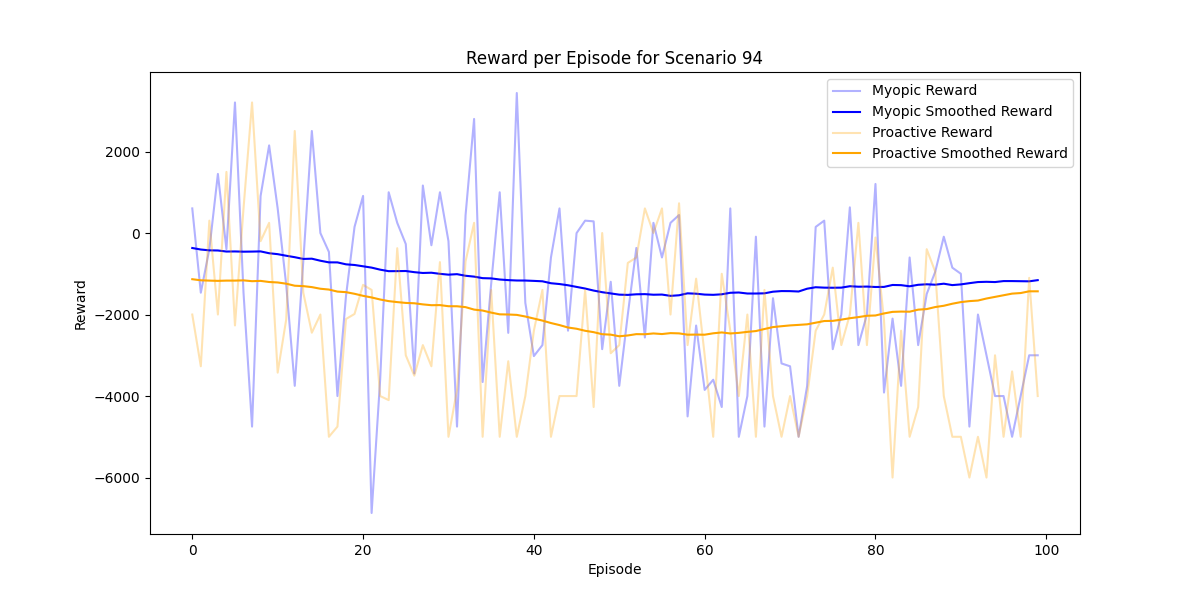 Reward per Episode for Scenario 94
Myopic Reward
Myopic Smoothed Reward
Proactive Reward
Proactive Smoothed Reward
Reward
2000
0
−2000
−4000
−6000
0 20 40 60 80 100
Episode